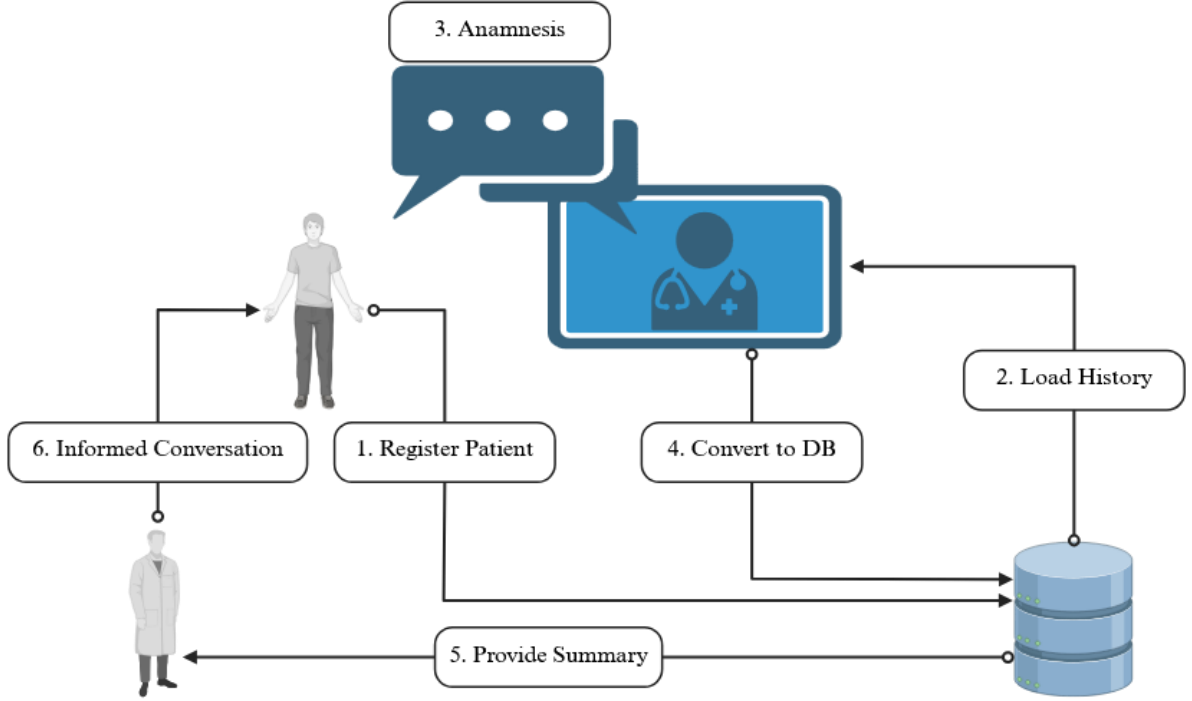 3. Anamnesis
2. Load History
6. Informed Conversation
1. Register Patient
4. Convert to DB
5. Provide Summary